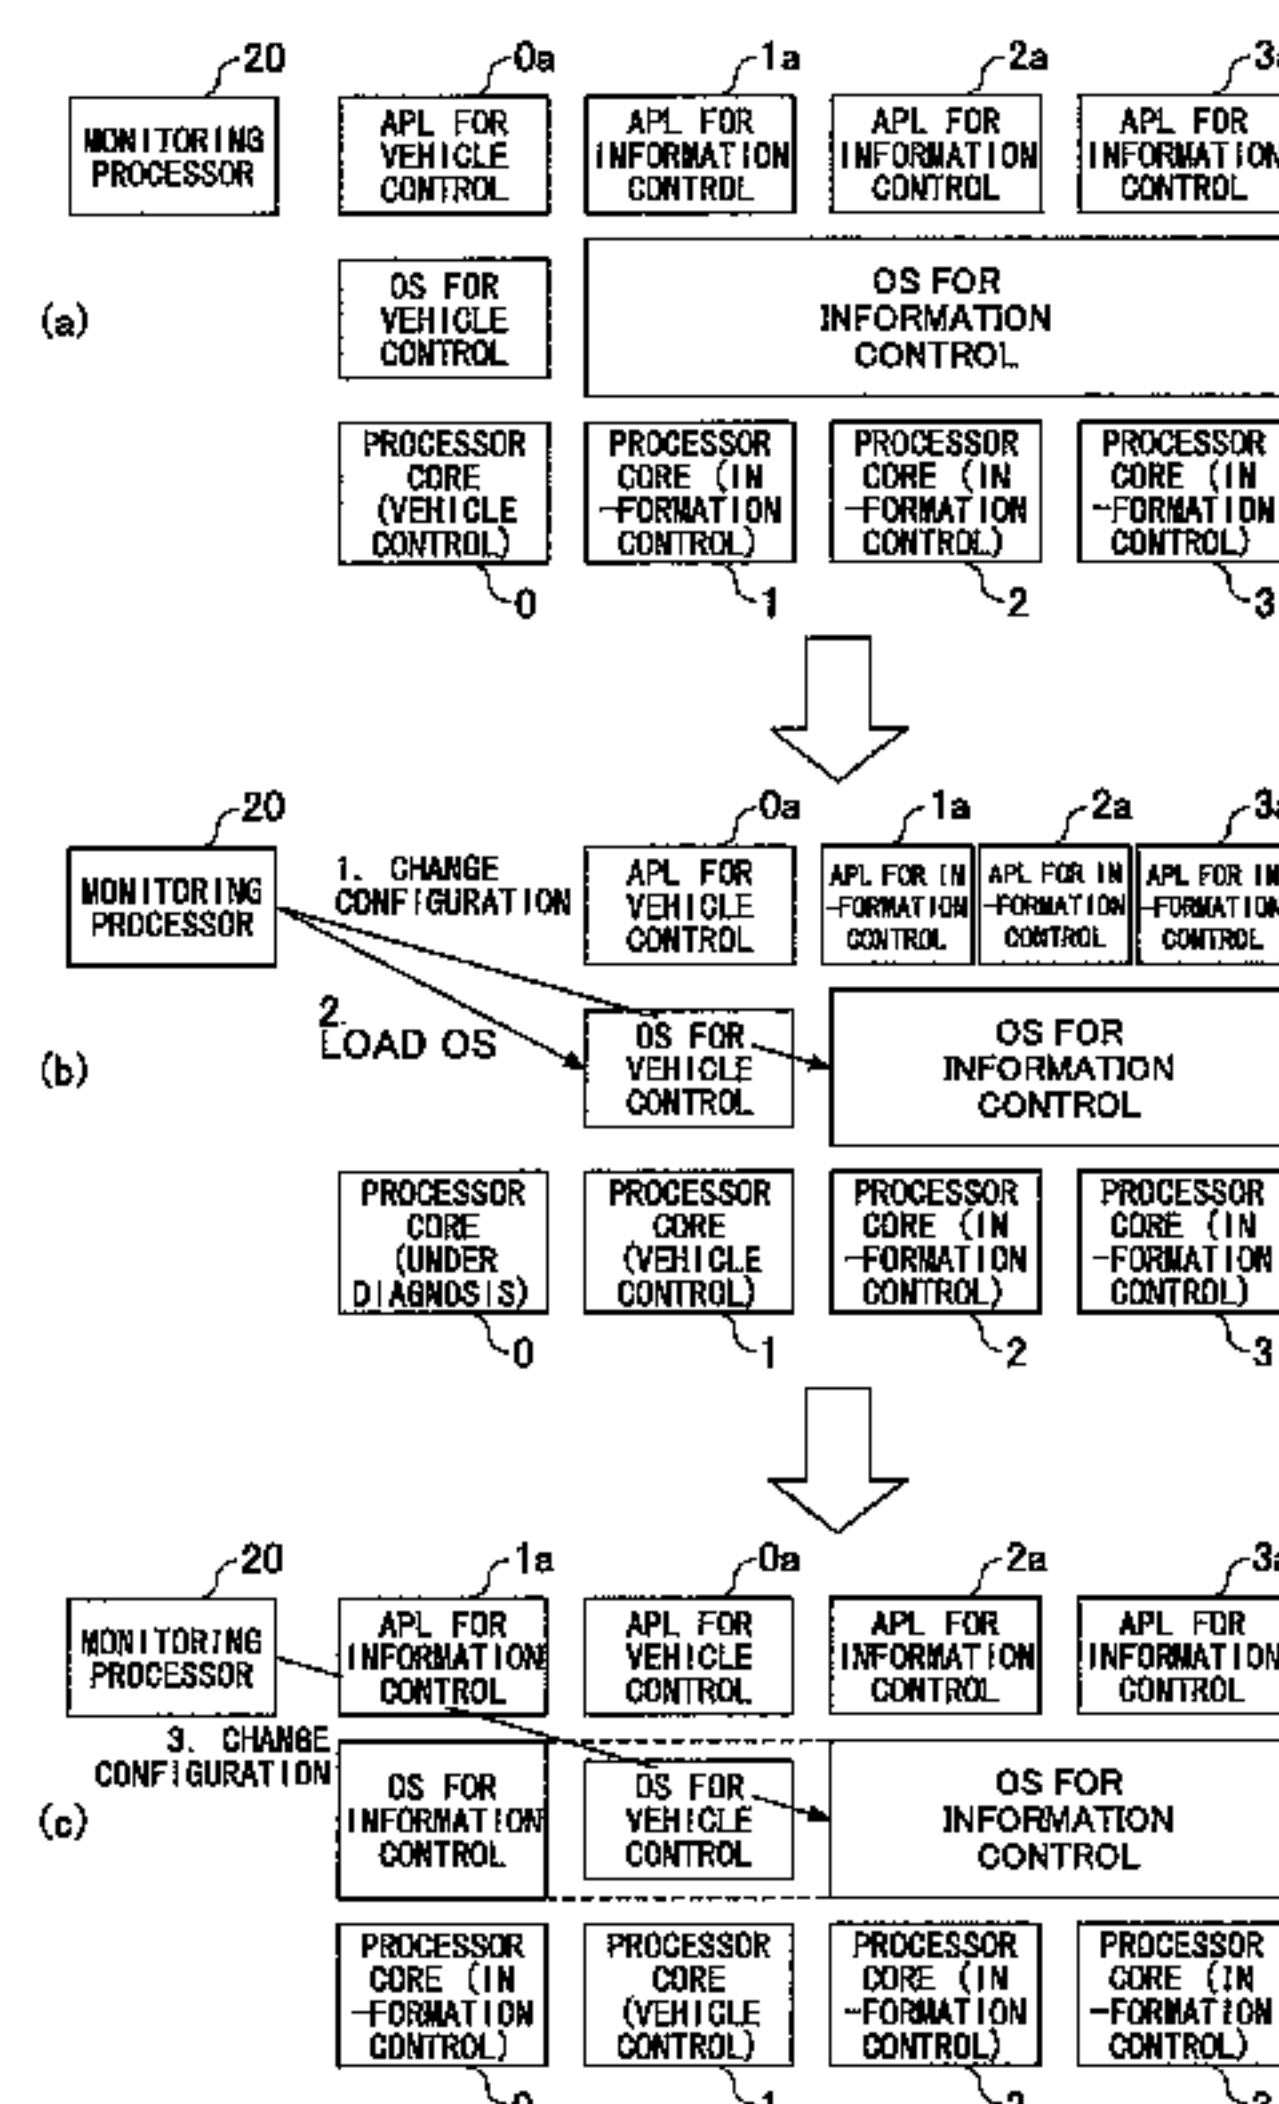 20
0a
1a
2a
3a
MONITORING
PROCESSOR
APL FOR
VEHICLE
CONTROL
APL FOR
INFORMATION
CONTROL
APL FOR
INFORMATION
CONTROL
APL FOR
INFORMATION
CONTROL
(a)
OS FOR
VEHICLE
CONTROL
OS FOR
INFORMATION
CONTROL
PROCESSOR
CORE
(VEHICLE
CONTROL)
PROCESSOR
CORE (IN
-FORMATION
CONTROL)
PROCESSOR
CORE (IN
-FORMATION
CONTROL)
PROCESSOR
CORE (IN
-FORMATION
CONTROL)
0
1
2
3
20
0a
1a
2a
3a
MONITORING
PROCESSOR
1. CHANGE
CONFIGURATION
APL FOR
VEHICLE
CONTROL
APL FOR IN
-FORMATION
CONTROL
APL FOR IN
-FORMATION
CONTROL
APL FOR IN
-FORMATION
CONTROL
2.
LOAD OS
(b)
OS FOR
VEHICLE
CONTROL
OS FOR
INFORMATION
CONTROL
PROCESSOR
CORE
(UNDER
DIAGNOSIS)
PROCESSOR
CORE
(VEHICLE
CONTROL)
PROCESSOR
CORE (IN
-FORMATION
CONTROL)
PROCESSOR
CORE (IN
-FORMATION
CONTROL)
0
1
2
3
20
1a
0a
2a
3a
MONITORING
PROCESSOR
APL FOR
INFORMATION
CONTROL
APL FOR
VEHICLE
CONTROL
APL FOR
INFORMATION
CONTROL
APL FOR
INFORMATION
CONTROL
3. CHANGE
CONFIGURATION
(c)
OS FOR
INFORMATION
CONTROL
OS FOR
VEHICLE
CONTROL
OS FOR
INFORMATION
CONTROL
PROCESSOR
CORE (IN
-FORMATION
CONTROL)
PROCESSOR
CORE
(VEHICLE
CONTROL)
PROCESSOR
CORE (IN
-FORMATION
CONTROL)
PROCESSOR
CORE (IN
-FORMATION
CONTROL)
0
1
2
3